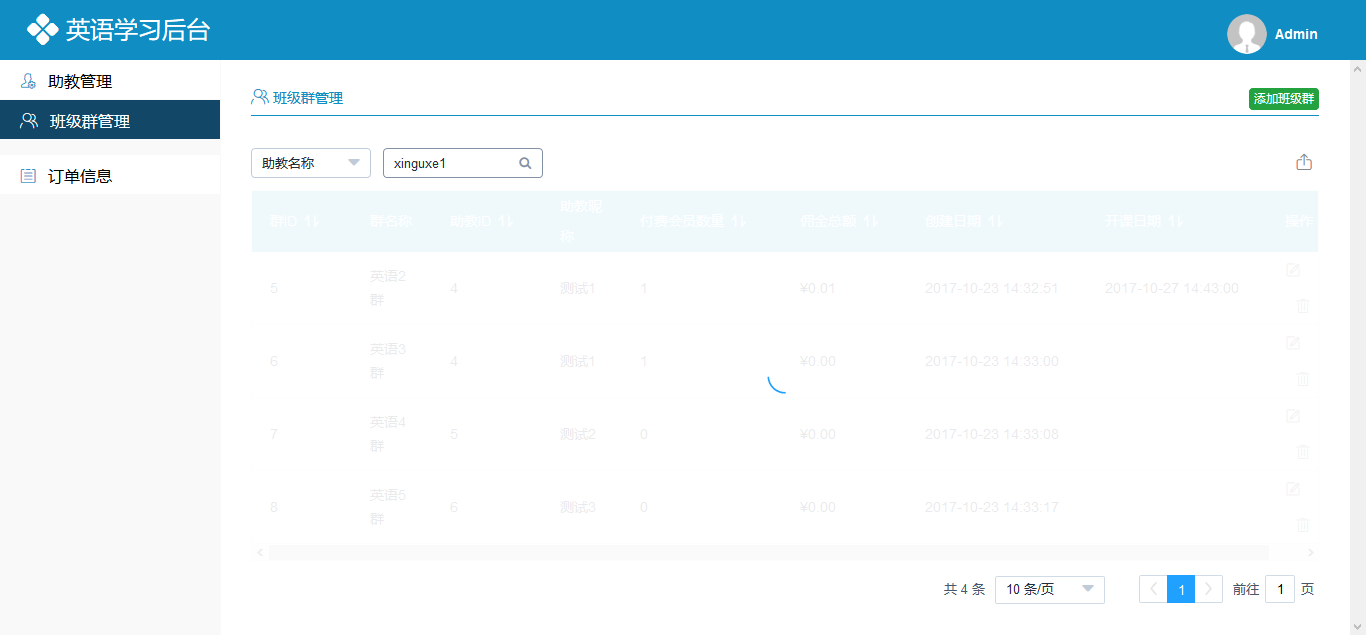 英语学习后台
Admin
助教管理
班级群管理
订单信息
班级群管理
添加班级群
助教名称
xinguxe1
群ID
群名称
助教ID
助教昵称
付费会员数量
佣金总额
创建日期
开课日期
操作
5
英语2群
4
测试1
1
¥0.01
2017-10-23 14:32:51
2017-10-27 14:43:00
6
英语3群
4
测试1
1
¥0.00
2017-10-23 14:33:00
7
英语4群
5
测试2
0
¥0.00
2017-10-23 14:33:08
8
英语5群
6
测试3
0
¥0.00
2017-10-23 14:33:17
共 4 条
10 条/页
1
前往
1
页